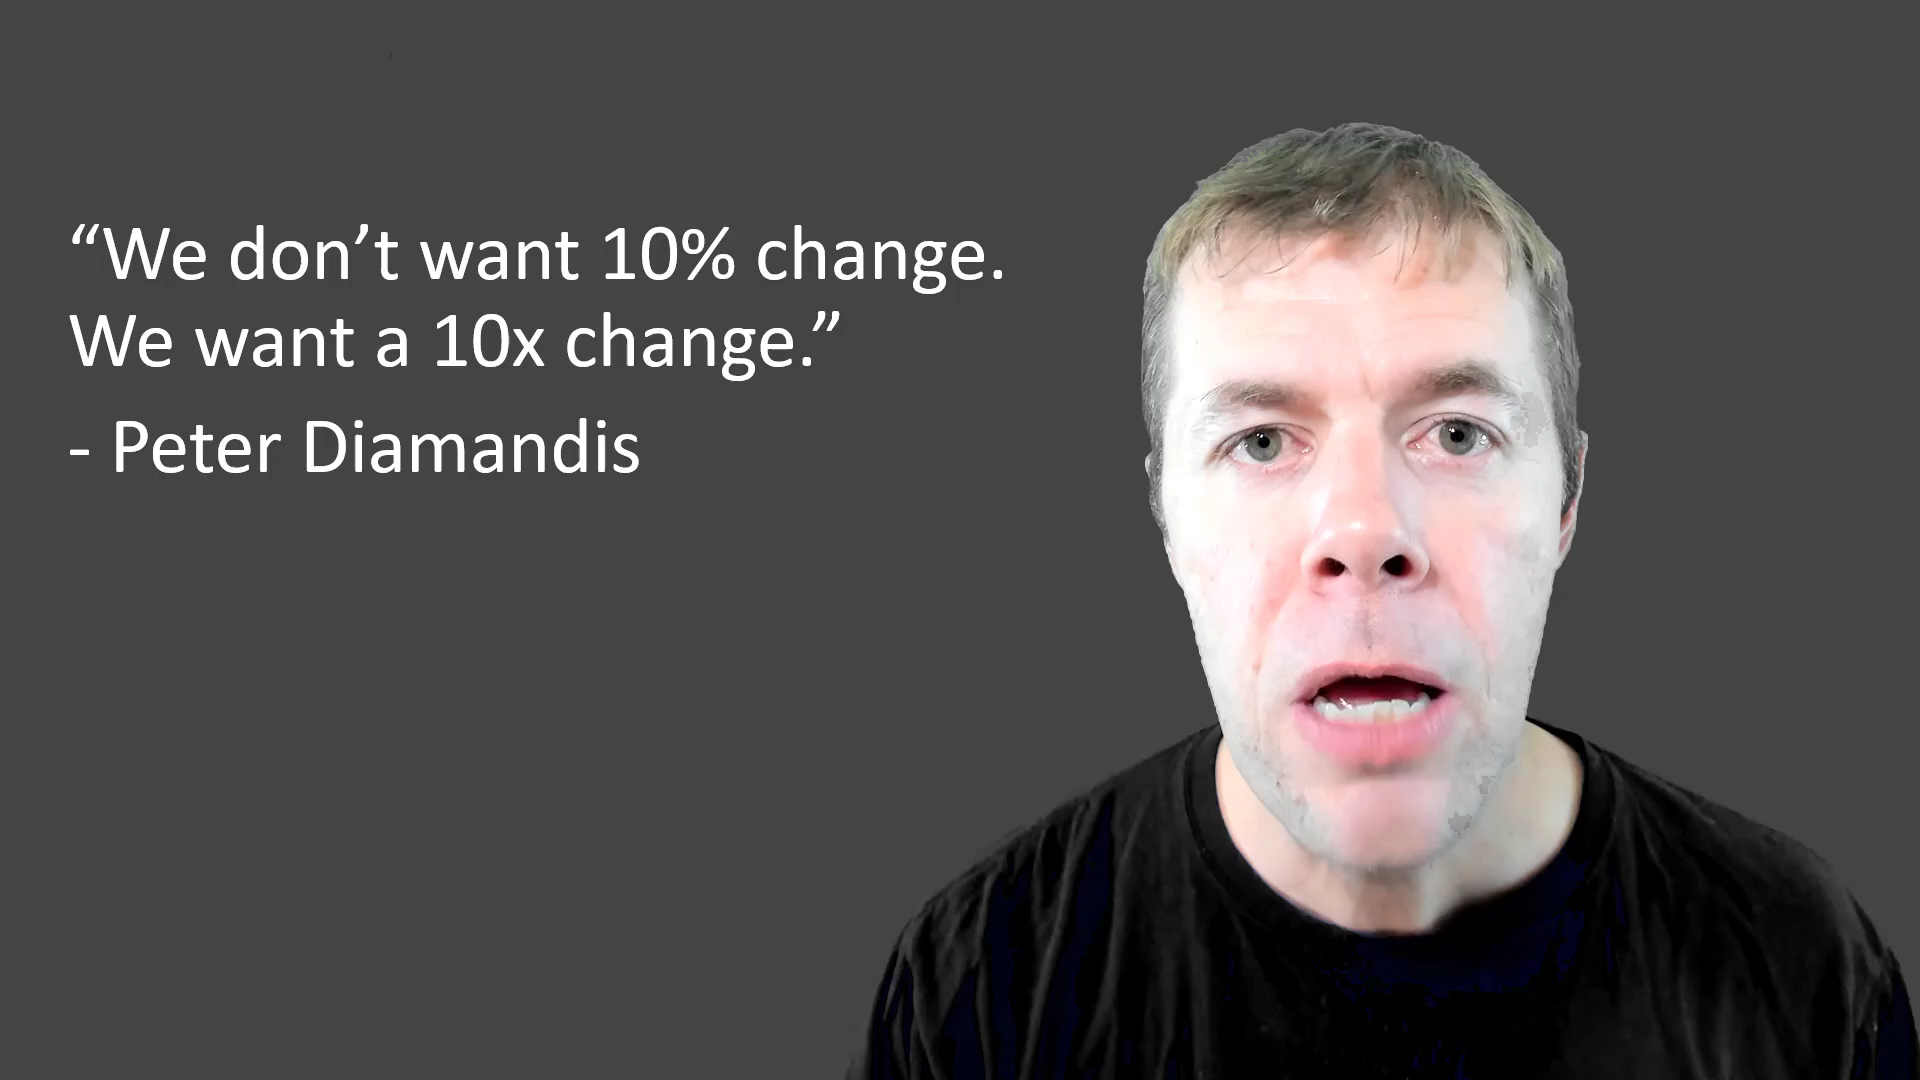 “We don’t want 10% change.
We want a 10x change.”
- Peter Diamandis